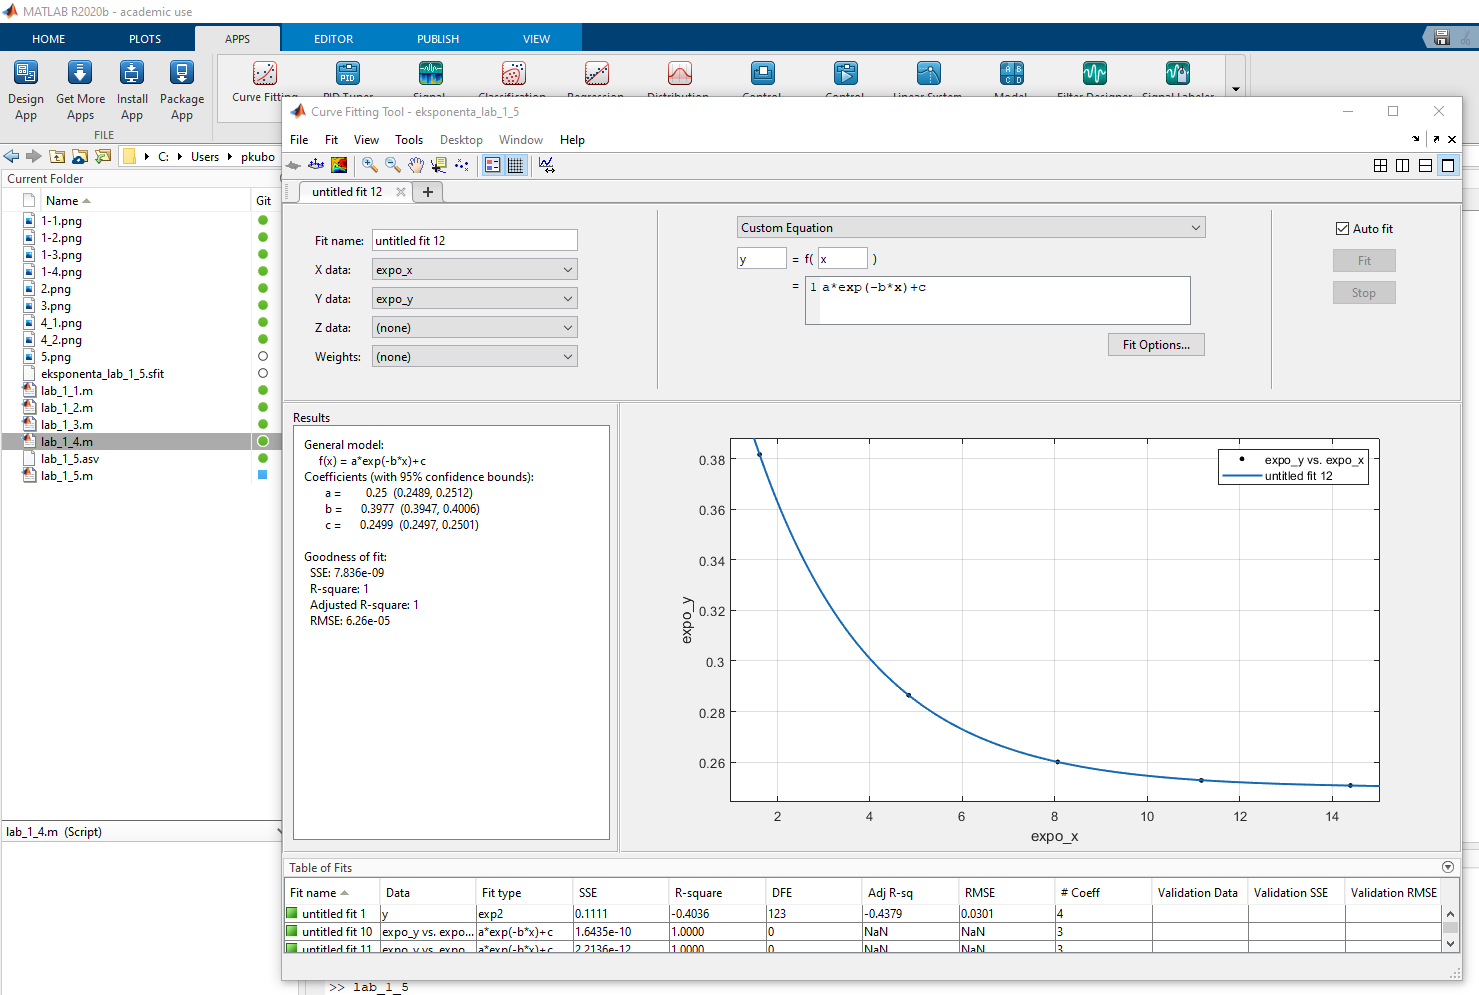 MATLAB R2020b - academic use
HOME PLOTS APPS EDITOR PUBLISH VIEW
Design App
Get More Apps
Install App
Package App
FILE
Curve Fitting
PID Tuner
Signal
Classification
Regression
Distribution
Control
Control
Linear System
Model
Filter Designer
Signal Labeler
C: Users pkubo
Current Folder
Name Git
1-1.png
1-2.png
1-3.png
1-4.png
2.png
3.png
4_1.png
4_2.png
5.png
eksponenta_lab_1_5.sfit
lab_1_1.m
lab_1_2.m
lab_1_3.m
lab_1_4.m
lab_1_5.asv
lab_1_5.m
lab_1_4.m (Script)
Curve Fitting Tool - eksponenta_lab_1_5
File Fit View Tools Desktop Window Help
untitled fit 12
Fit name: untitled fit 12
X data: expo_x
Y data: expo_y
Z data: (none)
Weights: (none)
Custom Equation
y = f( x )
= 1 a*exp(-b*x)+c
Fit Options...
Auto fit
Fit
Stop
Results
General model:
f(x) = a*exp(-b*x)+c
Coefficients (with 95% confidence bounds):
a = 0.25 (0.2489, 0.2512)
b = 0.3977 (0.3947, 0.4006)
c = 0.2499 (0.2497, 0.2501)
Goodness of fit:
SSE: 7.836e-09
R-square: 1
Adjusted R-square: 1
RMSE: 6.26e-05
expo_y vs. expo_x
untitled fit 12
0.38
0.36
0.34
0.32
0.3
0.28
0.26
expo_y
2 4 6 8 10 12 14
expo_x
Table of Fits
Fit name Data Fit type SSE R-square DFE Adj R-sq RMSE # Coeff Validation Data Validation SSE Validation RMSE
untitled fit 1 y exp2 0.1111 -0.4036 123 -0.4379 0.0301 4
untitled fit 10 expo_y vs. expo... a*exp(-b*x)+c 1.6435e-10 1.0000 0 NaN NaN 3
untitled fit 11 expo_y vs. expo... a*exp(-b*x)+c 2.2136e-12 1.0000 0 NaN NaN 3
>> lab_1_5